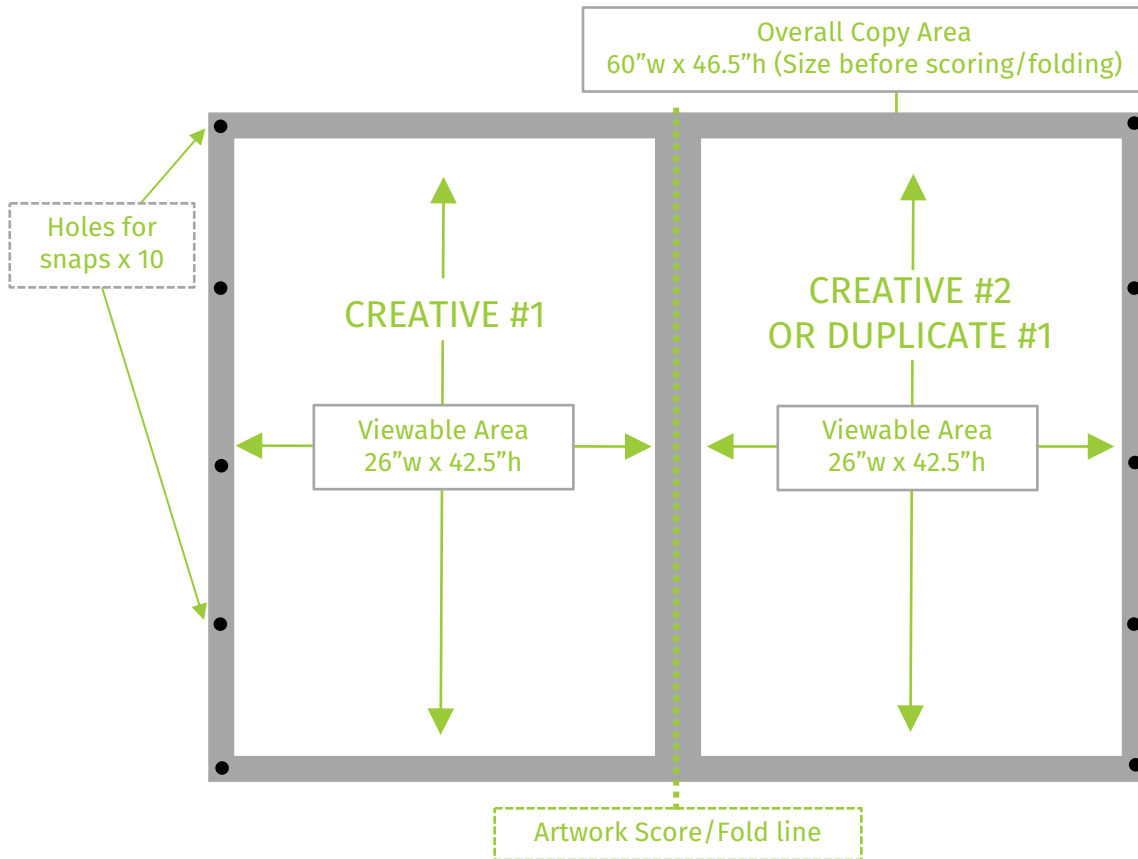 Overall Copy Area
60”w x 46.5”h (Size before scoring/folding)
Holes for
snaps x 10
CREATIVE #1
CREATIVE #2
OR DUPLICATE #1
Viewable Area
26”w x 42.5”h
Viewable Area
26”w x 42.5”h
Artwork Score/Fold line